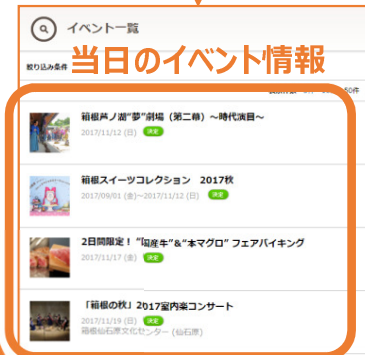 イベント一覧
絞り込み条件
当日のイベント情報
50件
箱根芦ノ湖"夢"劇場（第二幕）～時代演目～
2017/11/12 (日) 決定
箱根スイーツコレクション　2017秋
2017/09/01 (金)～2017/11/12 (日) 決定
2日間限定！ "国産牛"&"本マグロ" フェアバイキング
2017/11/17 (金) 決定
「箱根の秋」2017室内楽コンサート
2017/11/19 (日) 決定
箱根仙石原文化センター (仙石原)